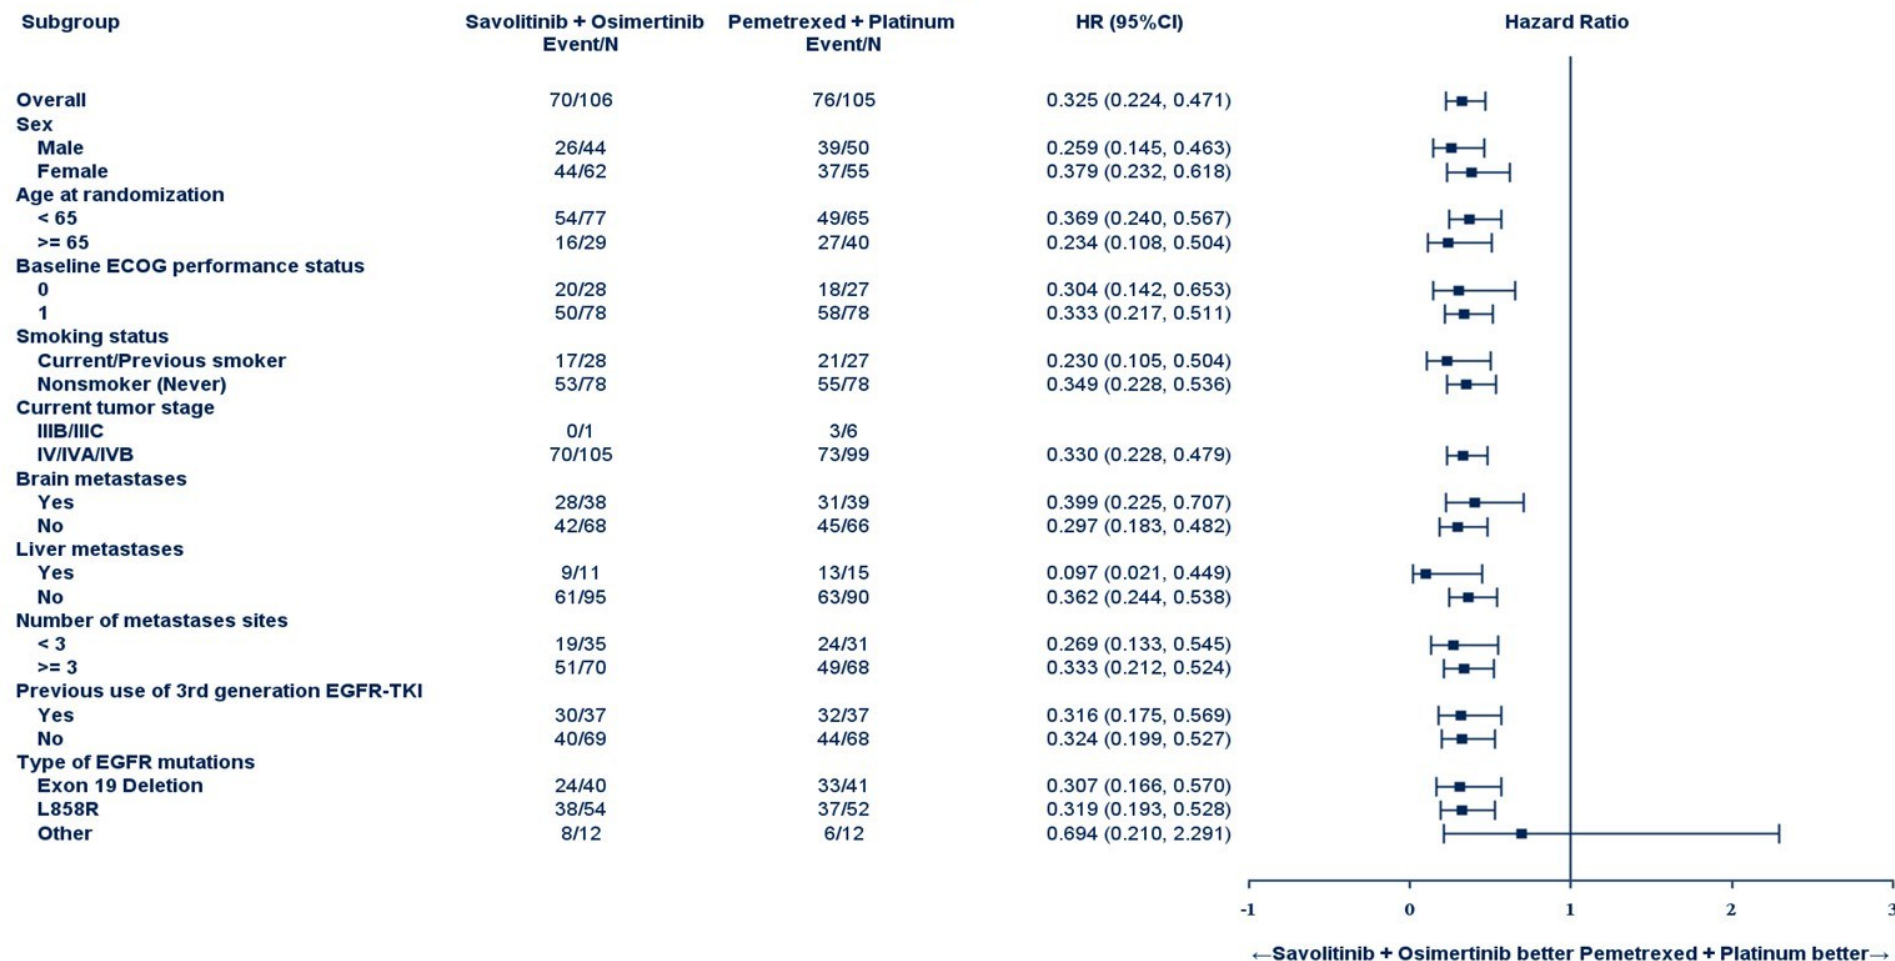 Subgroup Savolitinib + Osimertinib Pemetrexed + Platinum HR (95%CI) Hazard Ratio
Event/N Event/N
Overall 70/106 76/105 0.325 (0.224, 0.471)
Sex
Male 26/44 39/50 0.259 (0.145, 0.463)
Female 44/62 37/55 0.379 (0.232, 0.618)
Age at randomization
< 65 54/77 49/65 0.369 (0.240, 0.567)
>= 65 16/29 27/40 0.234 (0.108, 0.504)
Baseline ECOG performance status
0 20/28 18/27 0.304 (0.142, 0.653)
1 50/78 58/78 0.333 (0.217, 0.511)
Smoking status
Current/Previous smoker 17/28 21/27 0.230 (0.105, 0.504)
Nonsmoker (Never) 53/78 55/78 0.349 (0.228, 0.536)
Current tumor stage
IIIB/IIIC 0/1 3/6
IV/IVA/IVB 70/105 73/99 0.330 (0.228, 0.479)
Brain metastases
Yes 28/38 31/39 0.399 (0.225, 0.707)
No 42/68 45/66 0.297 (0.183, 0.482)
Liver metastases
Yes 9/11 13/15 0.097 (0.021, 0.449)
No 61/95 63/90 0.362 (0.244, 0.538)
Number of metastases sites
< 3 19/35 24/31 0.269 (0.133, 0.545)
>= 3 51/70 49/68 0.333 (0.212, 0.524)
Previous use of 3rd generation EGFR-TKI
Yes 30/37 32/37 0.316 (0.175, 0.569)
No 40/69 44/68 0.324 (0.199, 0.527)
Type of EGFR mutations
Exon 19 Deletion 24/40 33/41 0.307 (0.166, 0.570)
L858R 38/54 37/52 0.319 (0.193, 0.528)
Other 8/12 6/12 0.694 (0.210, 2.291)
-1 0 1 2 3
←Savolitinib + Osimertinib better Pemetrexed + Platinum better→